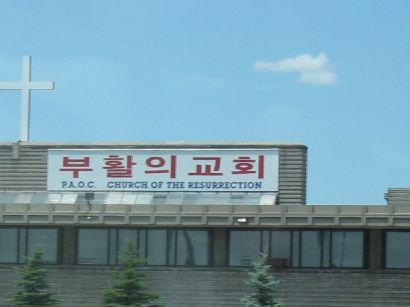 부활의교회
P.A.O.C. CHURCH OF THE RESURRECTION